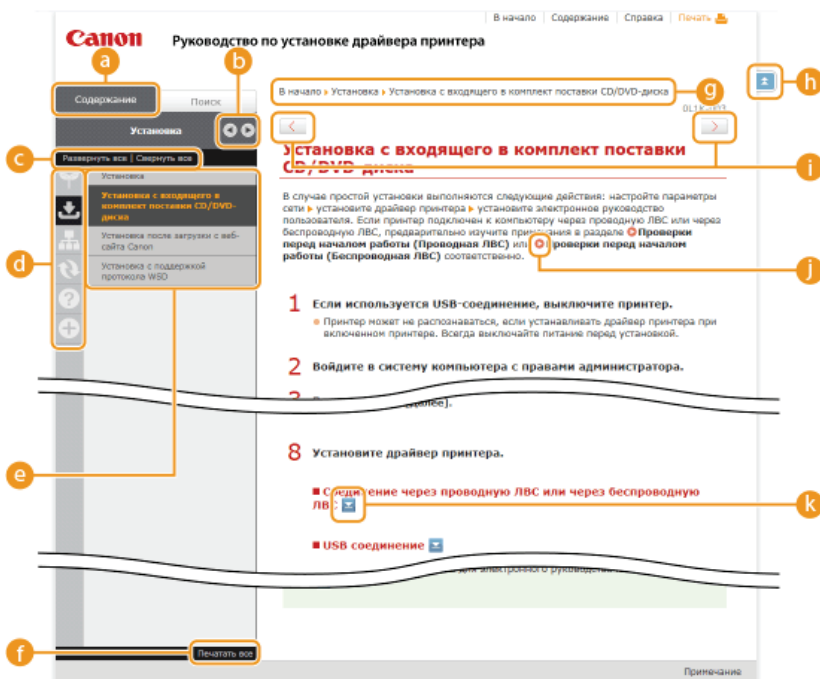 В начало | Содержание | Справка | Печать
Canon Руководство по установке драйвера принтера
a
b
Содержание Поиск
В начало Установка Установка с входящего в комплект поставки CD/DVD-диска
g
h
Установка
c
Развернуть все | Свернуть все
i
Установка с входящего в комплект поставки
CD/DVD-диска
Установка
Установка с входящего в
комплект поставки CD/DVD-
диска
Установка после загрузки с веб-
сайта Canon
Установка с поддержкой
протокола WSD
d
e
В случае простой установки выполняются следующие действия: настройте параметры
сети установите драйвер принтера установите электронное руководство
пользователя. Если принтер подключен к компьютеру через проводную ЛВС или через
беспроводную ЛВС, предварительно изучите примечания в разделе Проверки
перед началом работы (Проводная ЛВС) или Проверки перед началом
работы (Беспроводная ЛВС) соответственно.
j
1 Если используется USB-соединение, выключите принтер.
Принтер может не распознаваться, если устанавливать драйвер принтера при
включенном принтере. Всегда выключайте питание перед установкой.
2 Войдите в систему компьютера с правами администратора.
8 Установите драйвер принтера.
Соединение через проводную ЛВС или через беспроводную
ЛВС
k
USB соединение
f
Печатать все
Примечание